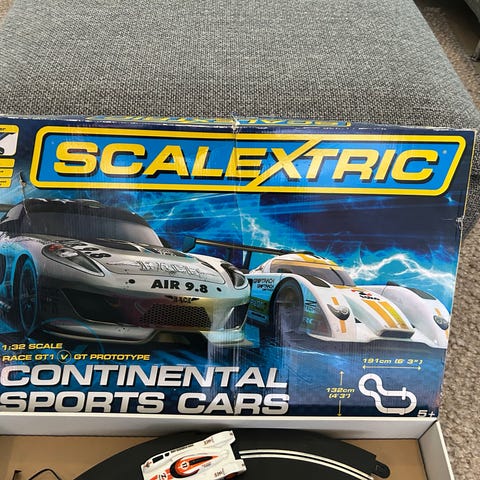 SCALEXTRIC
AIR 9.8
1:32 SCALE
RACE GT1 V GT PROTOTYPE
CONTINENTAL
SPORTS CARS
191cm (6' 3")
132cm
(4'3")
5+